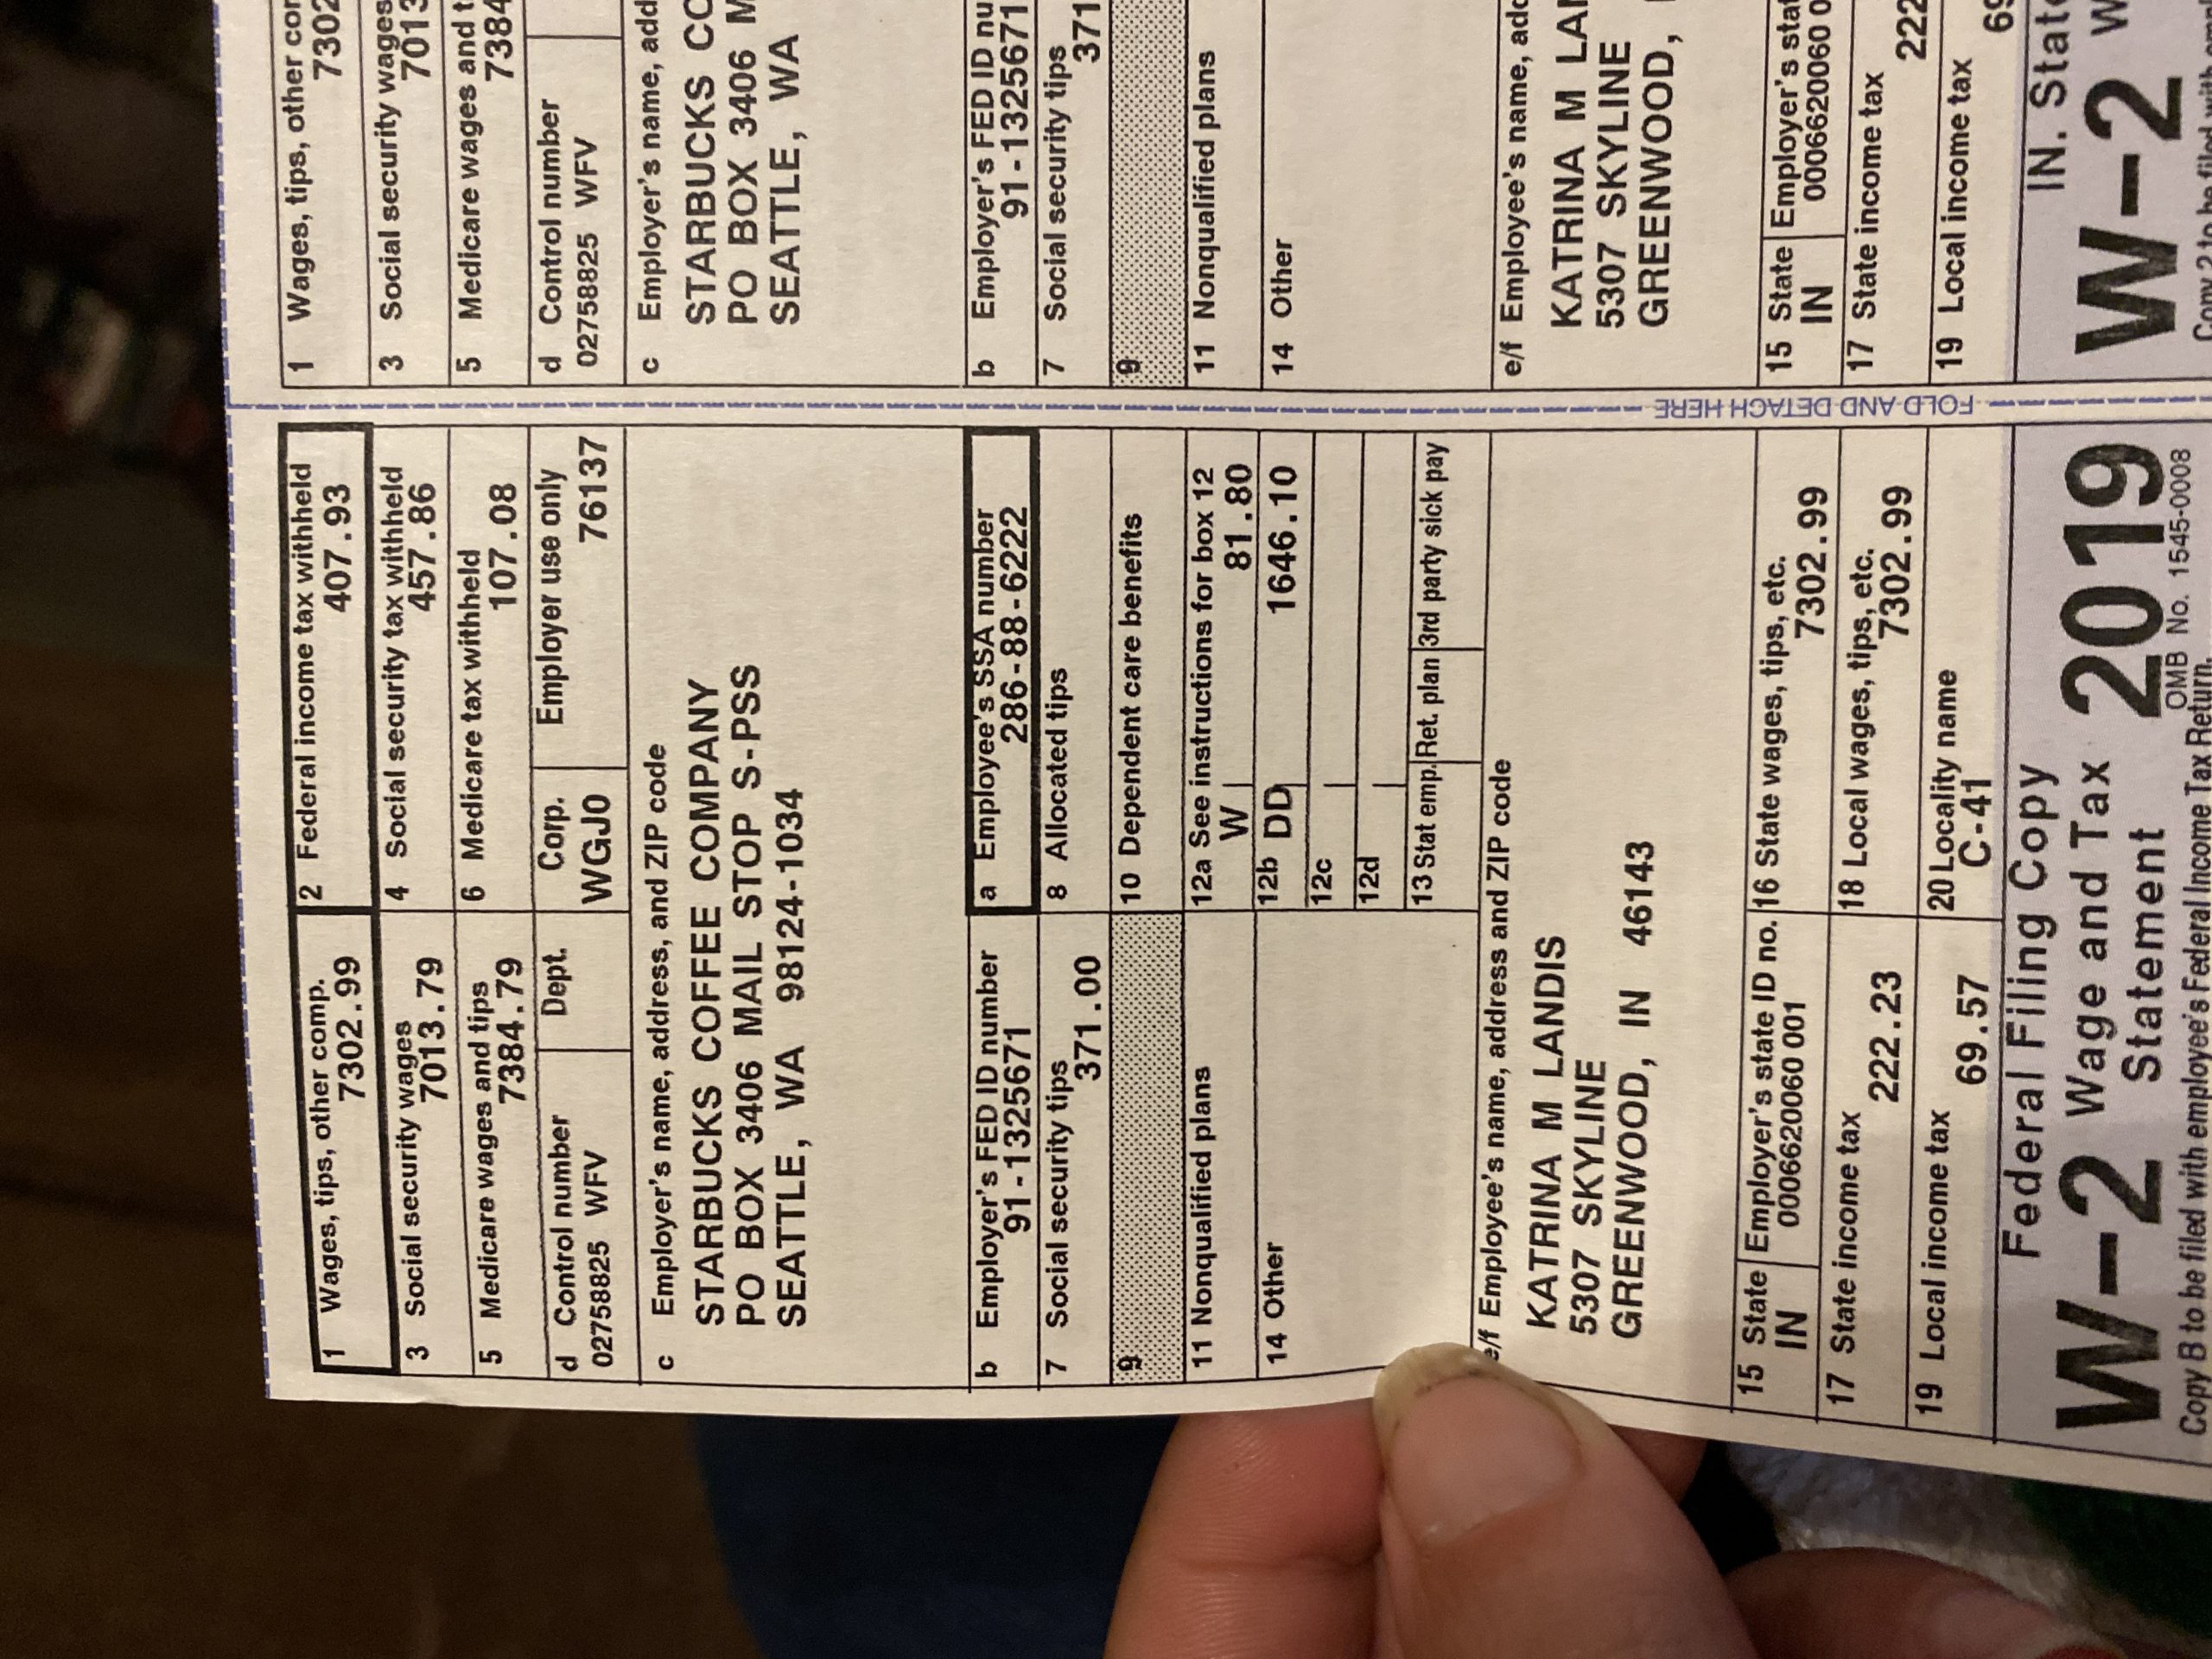 1 Wages, tips, other comp.
7302.99
2 Federal income tax withheld
407.93
3 Social security wages
7013.79
4 Social security tax withheld
457.86
5 Medicare wages and tips
7384.79
6 Medicare tax withheld
107.08
d Control number
02758825 WFV
Dept.
Corp.
WGJ0
Employer use only
76137
c Employer's name, address, and ZIP code
STARBUCKS COFFEE COMPANY
PO BOX 3406 MAIL STOP S-PSS
SEATTLE, WA 98124-1034
b Employer's FED ID number
91-1325671
a Employee's SSA number
286-88-6222
7 Social security tips
371.00
8 Allocated tips
9
10 Dependent care benefits
11 Nonqualified plans
12a See instructions for box 12
W 81.80
14 Other
12b DD 1646.10
12c
12d
13 Stat emp. Ret. plan 3rd party sick pay
e/f Employee's name, address and ZIP code
KATRINA M LANDIS
5307 SKYLINE
GREENWOOD, IN 46143
15 State
IN
Employer's state ID no.
0006620060 001
16 State wages, tips, etc.
7302.99
17 State income tax
222.23
18 Local wages, tips, etc.
7302.99
19 Local income tax
69.57
20 Locality name
C-41
Federal Filing Copy
W-2 Wage and Tax Statement 2019
OMB No. 1545-0008
Copy B to be filed with employee's Federal Income Tax Return.
FOLD AND DETACH HERE
1 Wages, tips, other com
7302
3 Social security wages
7013
5 Medicare wages and t
7384
d Control number
02758825 WFV
c Employer's name, add
STARBUCKS CO
PO BOX 3406 M
SEATTLE, WA
b Employer's FED ID nu
91-1325671
7 Social security tips
371
9
11 Nonqualified plans
14 Other
e/f Employee's name, add
KATRINA M LAN
5307 SKYLINE
GREENWOOD,
15 State
IN
Employer's stat
0006620060 0
17 State income tax
222
19 Local income tax
69
IN. State
W-2 W